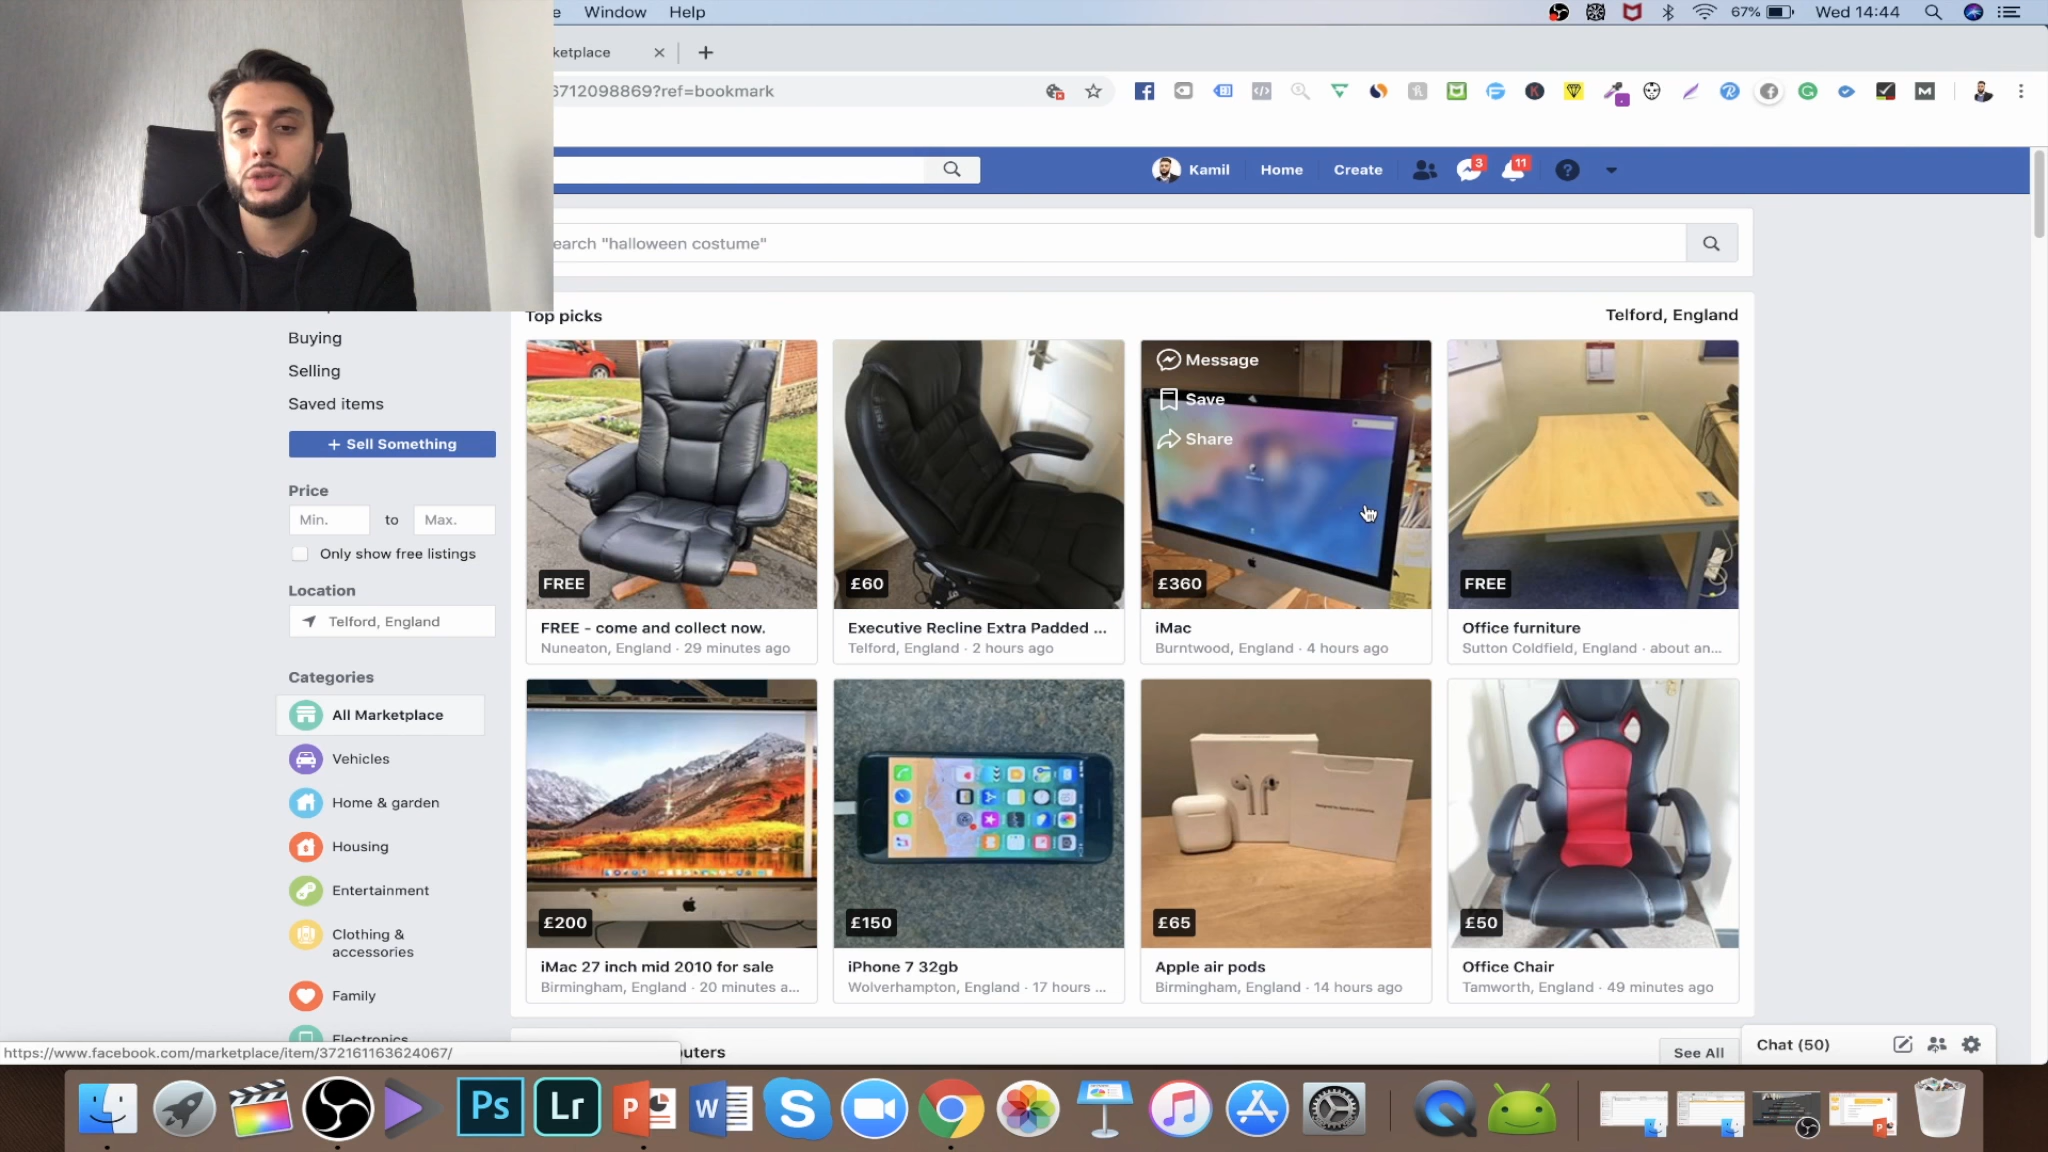 Window Help
67% Wed 14:44
ketplace
6712098869?ref=bookmark
Kamil Home Create 3 11
earch "halloween costume"
Top picks
Telford, England
Buying
Selling
Saved items
+ Sell Something
Price
Min. to Max.
Only show free listings
Location
Telford, England
Categories
All Marketplace
Vehicles
Home & garden
Housing
Entertainment
Clothing &
accessories
Family
Electronics
FREE
FREE - come and collect now.
Nuneaton, England · 29 minutes ago
£60
Executive Recline Extra Padded ...
Telford, England · 2 hours ago
Message
Save
Share
£360
iMac
Burntwood, England · 4 hours ago
FREE
Office furniture
Sutton Coldfield, England · about an...
£200
iMac 27 inch mid 2010 for sale
Birmingham, England · 20 minutes a...
£150
iPhone 7 32gb
Wolverhampton, England · 17 hours ...
£65
Apple air pods
Birmingham, England · 14 hours ago
£50
Office Chair
Tamworth, England · 49 minutes ago
uters
See All
Chat (50)
https://www.facebook.com/marketplace/item/372161163624067/
Ps Lr P W S